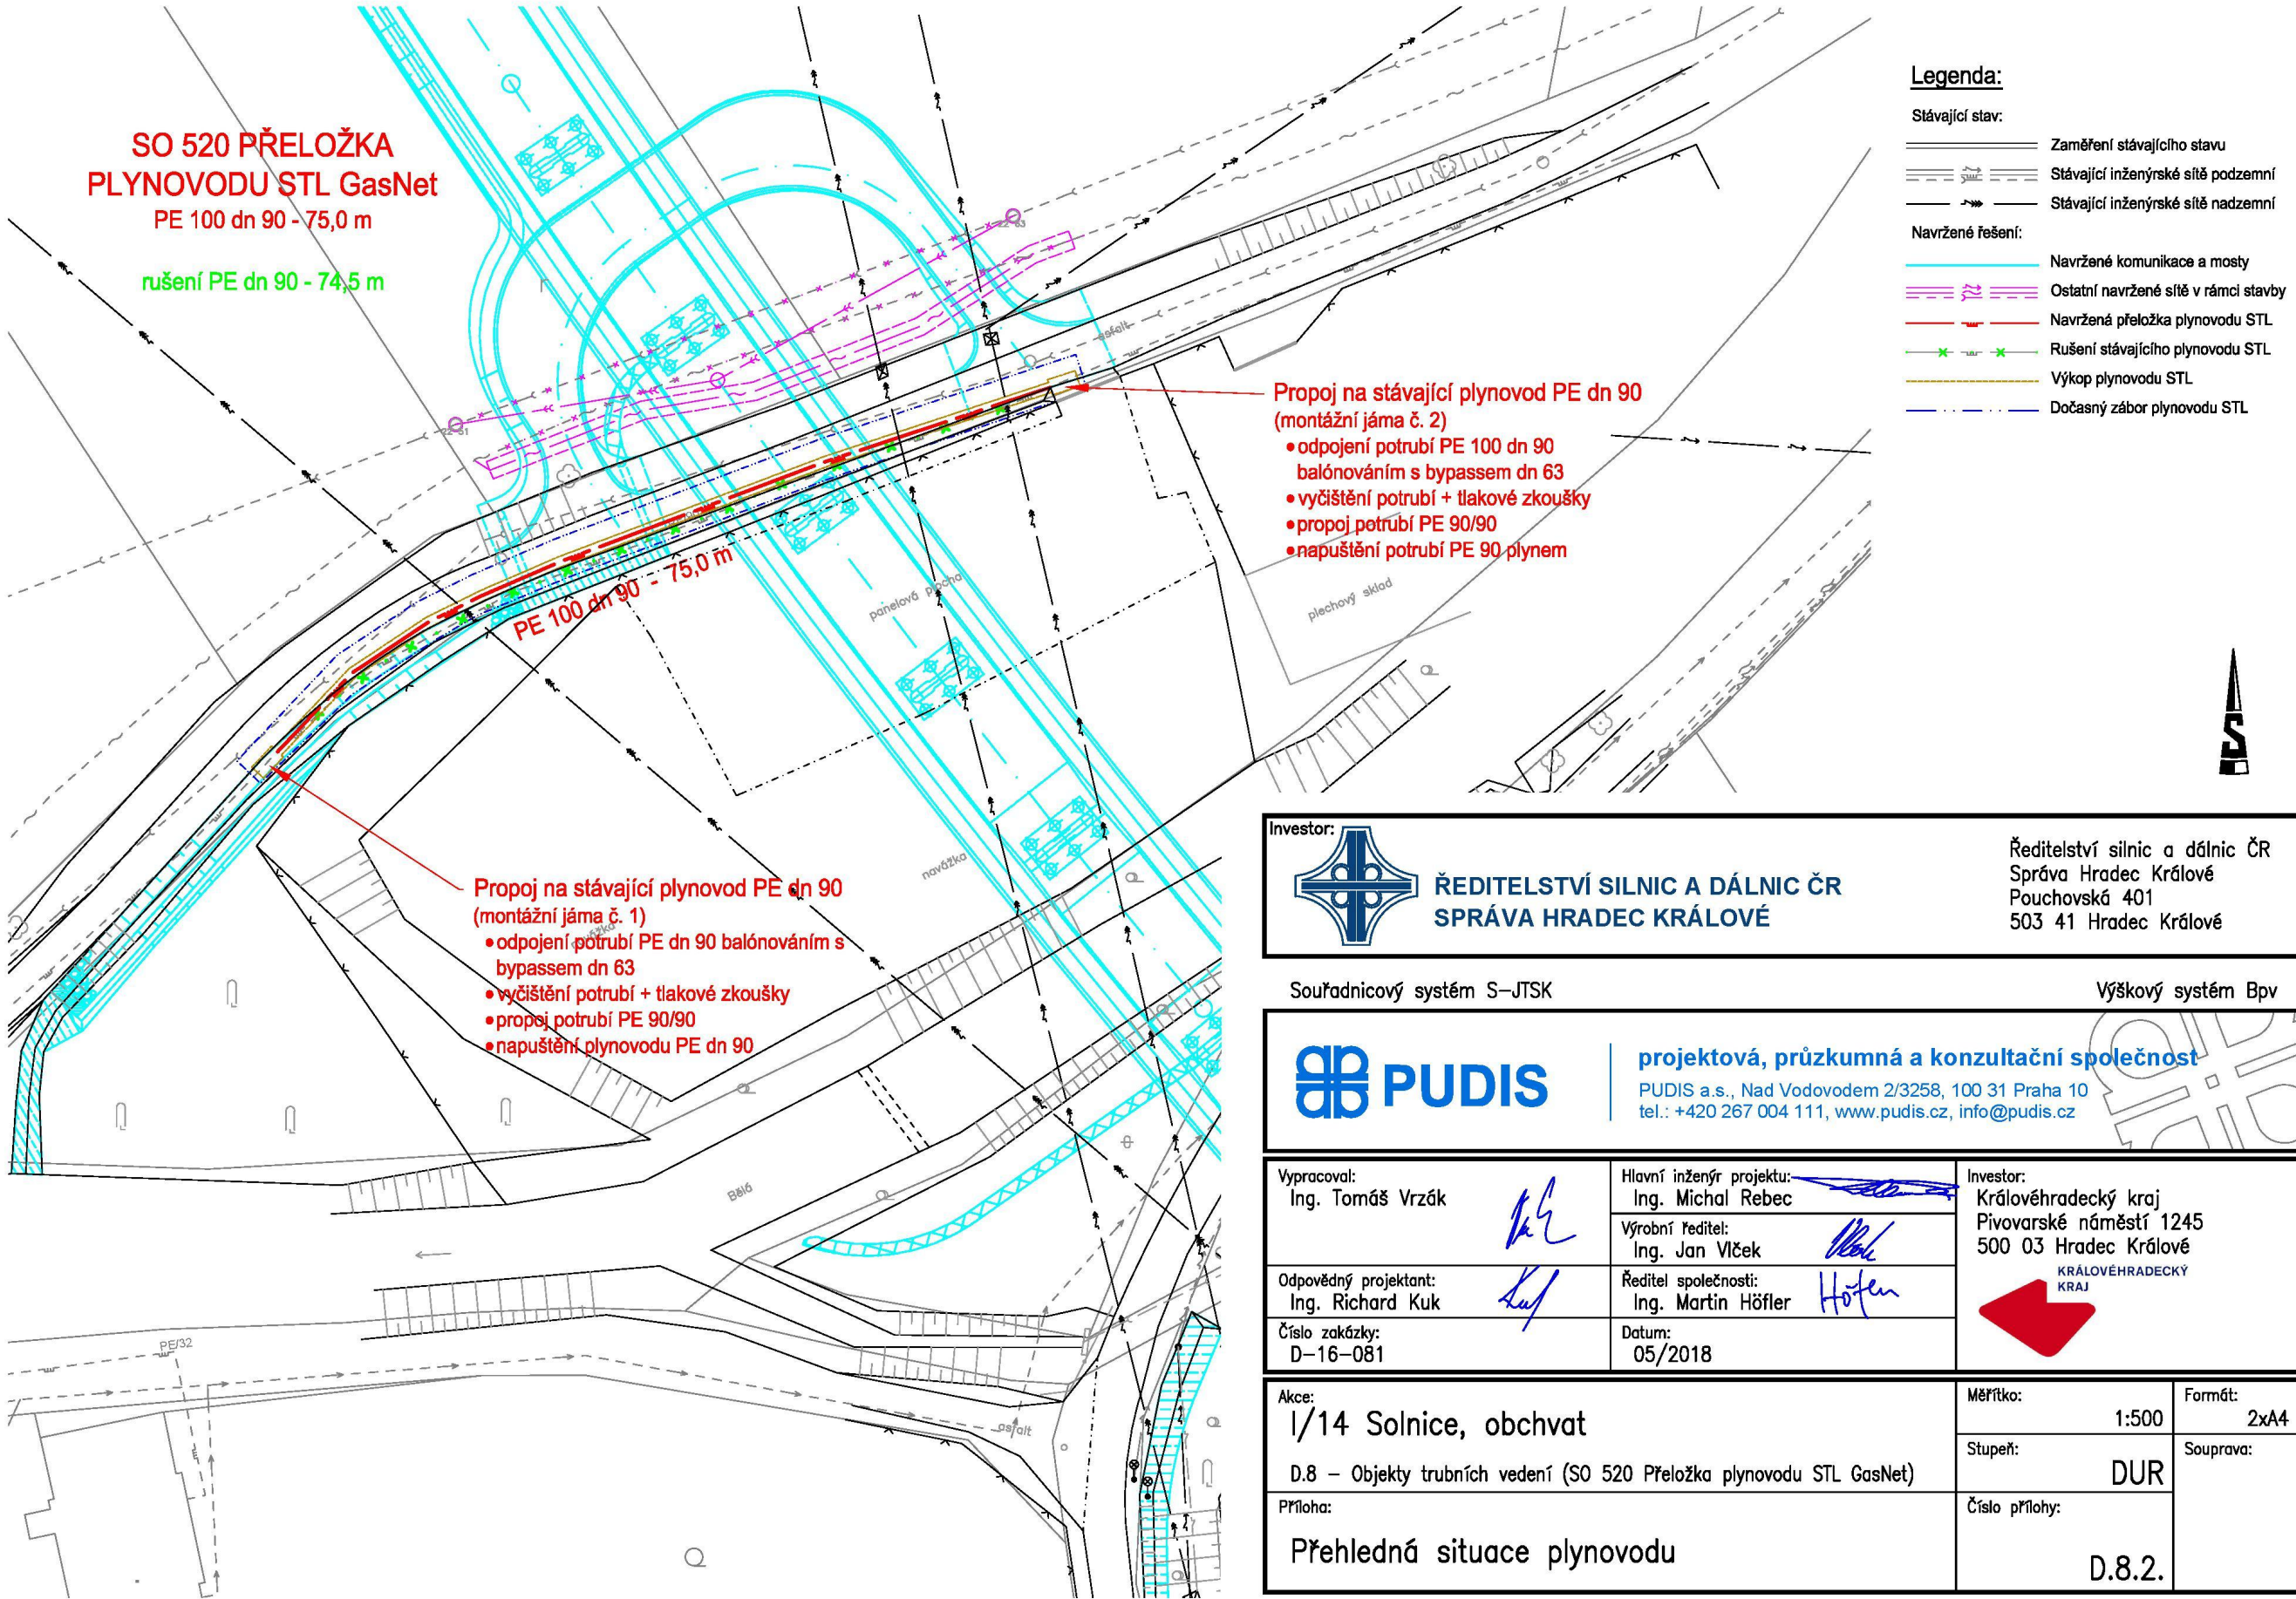 SO 520 PŘELOŽKA
PLYNOVODU STL GasNet
PE 100 dn 90 - 75,0 m
rušení PE dn 90 - 74,5 m
22-83
asfalt
22-81
PE 100 dn 90 - 75,0 m
panelová plocha
plechový sklad
navážka
navážka
Bělá
PE/32
asfalt
Propoj na stávající plynovod PE dn 90
(montážní jáma č. 2)
• odpojení potrubí PE 100 dn 90
balónováním s bypassem dn 63
• vyčištění potrubí + tlakové zkoušky
• propoj potrubí PE 90/90
• napuštění potrubí PE 90 plynem
Propoj na stávající plynovod PE dn 90
(montážní jáma č. 1)
• odpojení potrubí PE dn 90 balónováním s
bypassem dn 63
• vyčištění potrubí + tlakové zkoušky
• propoj potrubí PE 90/90
• napuštění plynovodu PE dn 90
Legenda:
Stávající stav:
Zaměření stávajícího stavu
Stávající inženýrské sítě podzemní
Stávající inženýrské sítě nadzemní
Navržené řešení:
Navržené komunikace a mosty
Ostatní navržené sítě v rámci stavby
Navržená přeložka plynovodu STL
Rušení stávajícího plynovodu STL
Výkop plynovodu STL
Dočasný zábor plynovodu STL
S
Investor:
ŘEDITELSTVÍ SILNIC A DÁLNIC ČR
SPRÁVA HRADEC KRÁLOVÉ
Ředitelství silnic a dálnic ČR
Správa Hradec Králové
Pouchovská 401
503 41 Hradec Králové
Souřadnicový systém S-JTSK
Výškový systém Bpv
PUDIS
projektová, průzkumná a konzultační společnost
PUDIS a.s., Nad Vodovodem 2/3258, 100 31 Praha 10
tel.: +420 267 004 111, www.pudis.cz, info@pudis.cz
Vypracoval:
Ing. Tomáš Vrzák
Hlavní inženýr projektu:
Ing. Michal Rebec
Výrobní ředitel:
Ing. Jan Vlček
Odpovědný projektant:
Ing. Richard Kuk
Ředitel společnosti:
Ing. Martin Höfler
Höfler
Číslo zakázky:
D-16-081
Datum:
05/2018
Investor:
Královéhradecký kraj
Pivovarské náměstí 1245
500 03 Hradec Králové
KRÁLOVÉHRADECKÝ
KRAJ
Akce:
I/14 Solnice, obchvat
D.8 - Objekty trubních vedení (SO 520 Přeložka plynovodu STL GasNet)
Příloha:
Přehledná situace plynovodu
Měřítko:
1:500
Formát:
2xA4
Stupeň:
DUR
Souprava:
Číslo přílohy:
D.8.2.